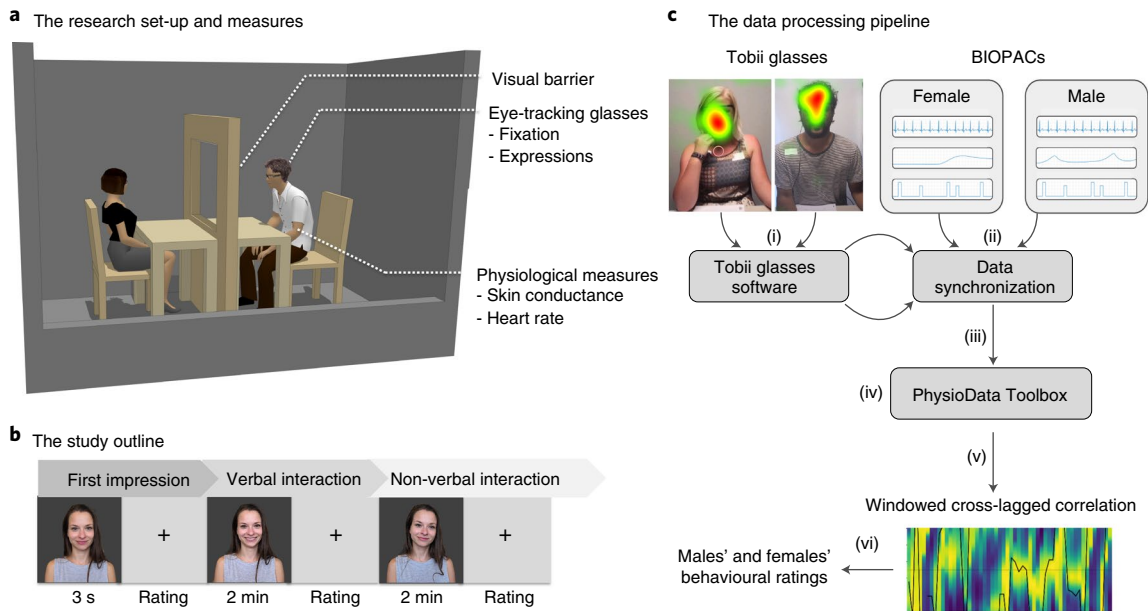 a The research set-up and measures
Visual barrier
Eye-tracking glasses
- Fixation
- Expressions
Physiological measures
- Skin conductance
- Heart rate
b The study outline
First impression
Verbal interaction
Non-verbal interaction
+
+
+
3 s
Rating
2 min
Rating
2 min
Rating
c The data processing pipeline
Tobii glasses
BIOPACs
Female
Male
(i)
(ii)
Tobii glasses
software
Data
synchronization
(iii)
(iv)
PhysioData Toolbox
(v)
Windowed cross-lagged correlation
(vi)
Males’ and females’
behavioural ratings